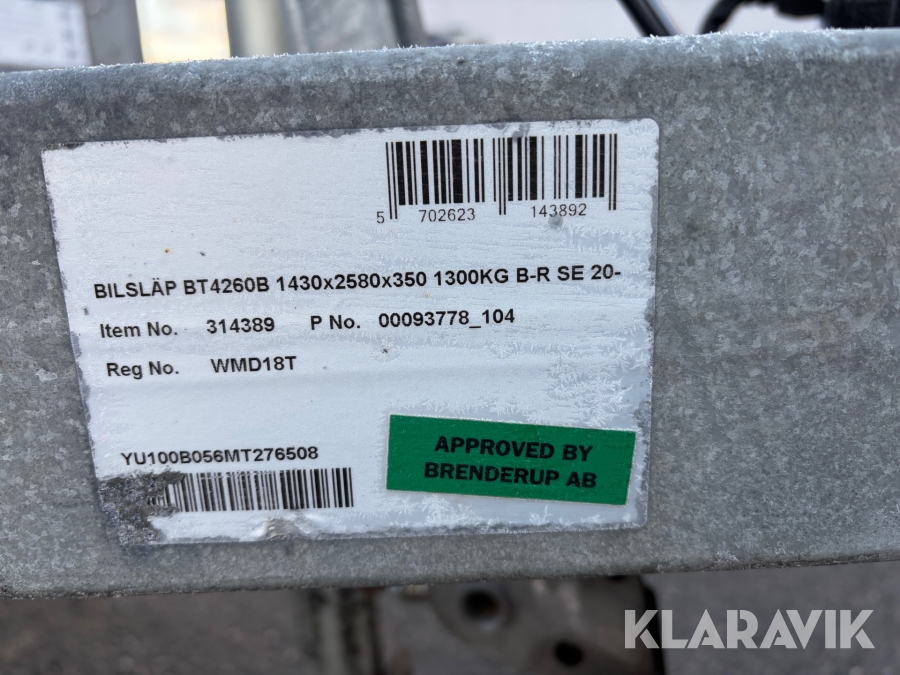 5 702623 143892
BILSLÄP BT4260B 1430x2580x350 1300KG B-R SE 20-
Item No. 314389 P No. 00093778_104
Reg No. WMD18T
YU100B056MT276508
APPROVED BY
BRENDERUP AB
KLARAVIK